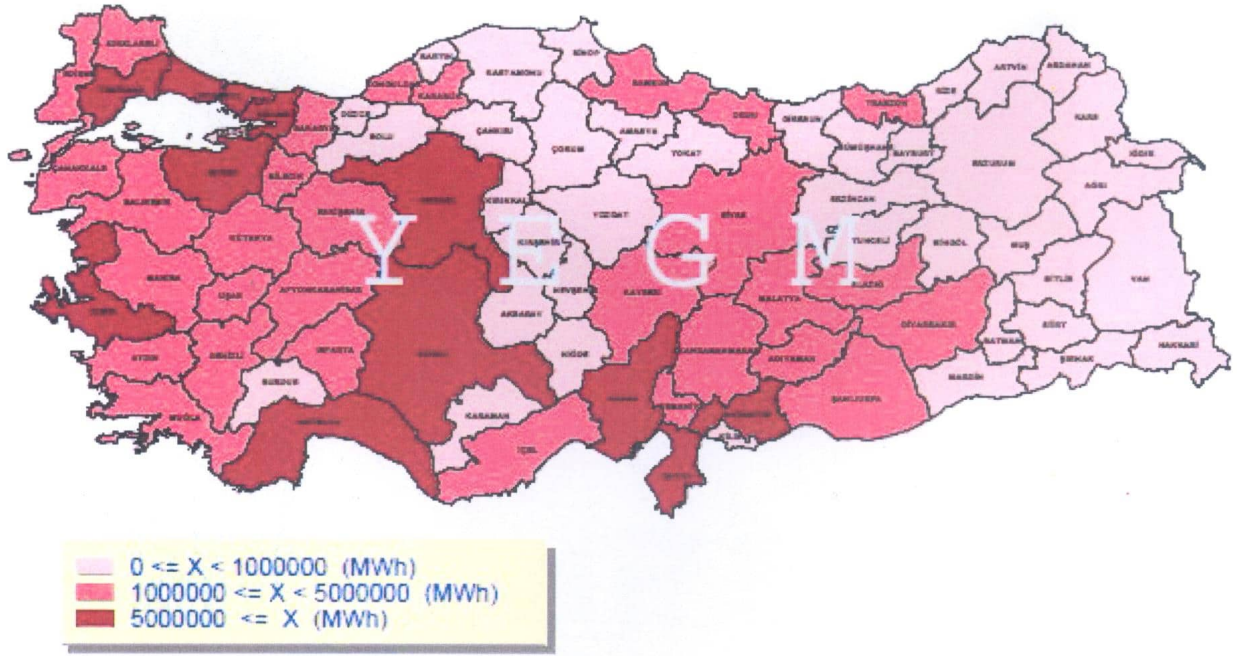 KIRKLARELİ
EDİRNE
BARTIN
KASTAMONU
SİNOP
ZONGULDAK
KARABÜK
SAMSUN
ORDU
GİRESUN
TRABZON
RİZE
ARTVİN
ARDAHAN
KARS
IĞDIR
AĞRI
SAKARYA
DÜZCE
BOLU
ÇANKIRI
ÇORUM
AMASYA
TOKAT
GÜMÜŞHANE
BAYBURT
ERZURUM
ERZİNCAN
ÇANAKKALE
BALIKESİR
BİLECİK
ESKİŞEHİR
KÜTAHYA
KIRIKKALE
YOZGAT
SİVAS
KIRŞEHİR
TUNCELİ
BİNGÖL
MUŞ
BİTLİS
VAN
Y E G M
MANİSA
UŞAK
AFYONKARAHİSAR
AKSARAY
NEVŞEHİR
KAYSERİ
MALATYA
ELAZIĞ
DİYARBAKIR
BATMAN
SİİRT
ŞIRNAK
HAKKARİ
MARDİN
AYDIN
DENİZLİ
ISPARTA
BURDUR
MUĞLA
NİĞDE
KAHRAMANMARAŞ
ADIYAMAN
ŞANLIURFA
KARAMAN
İÇEL
0 <= X < 1000000 (MWh)
1000000 <= X < 5000000 (MWh)
5000000 <= X (MWh)